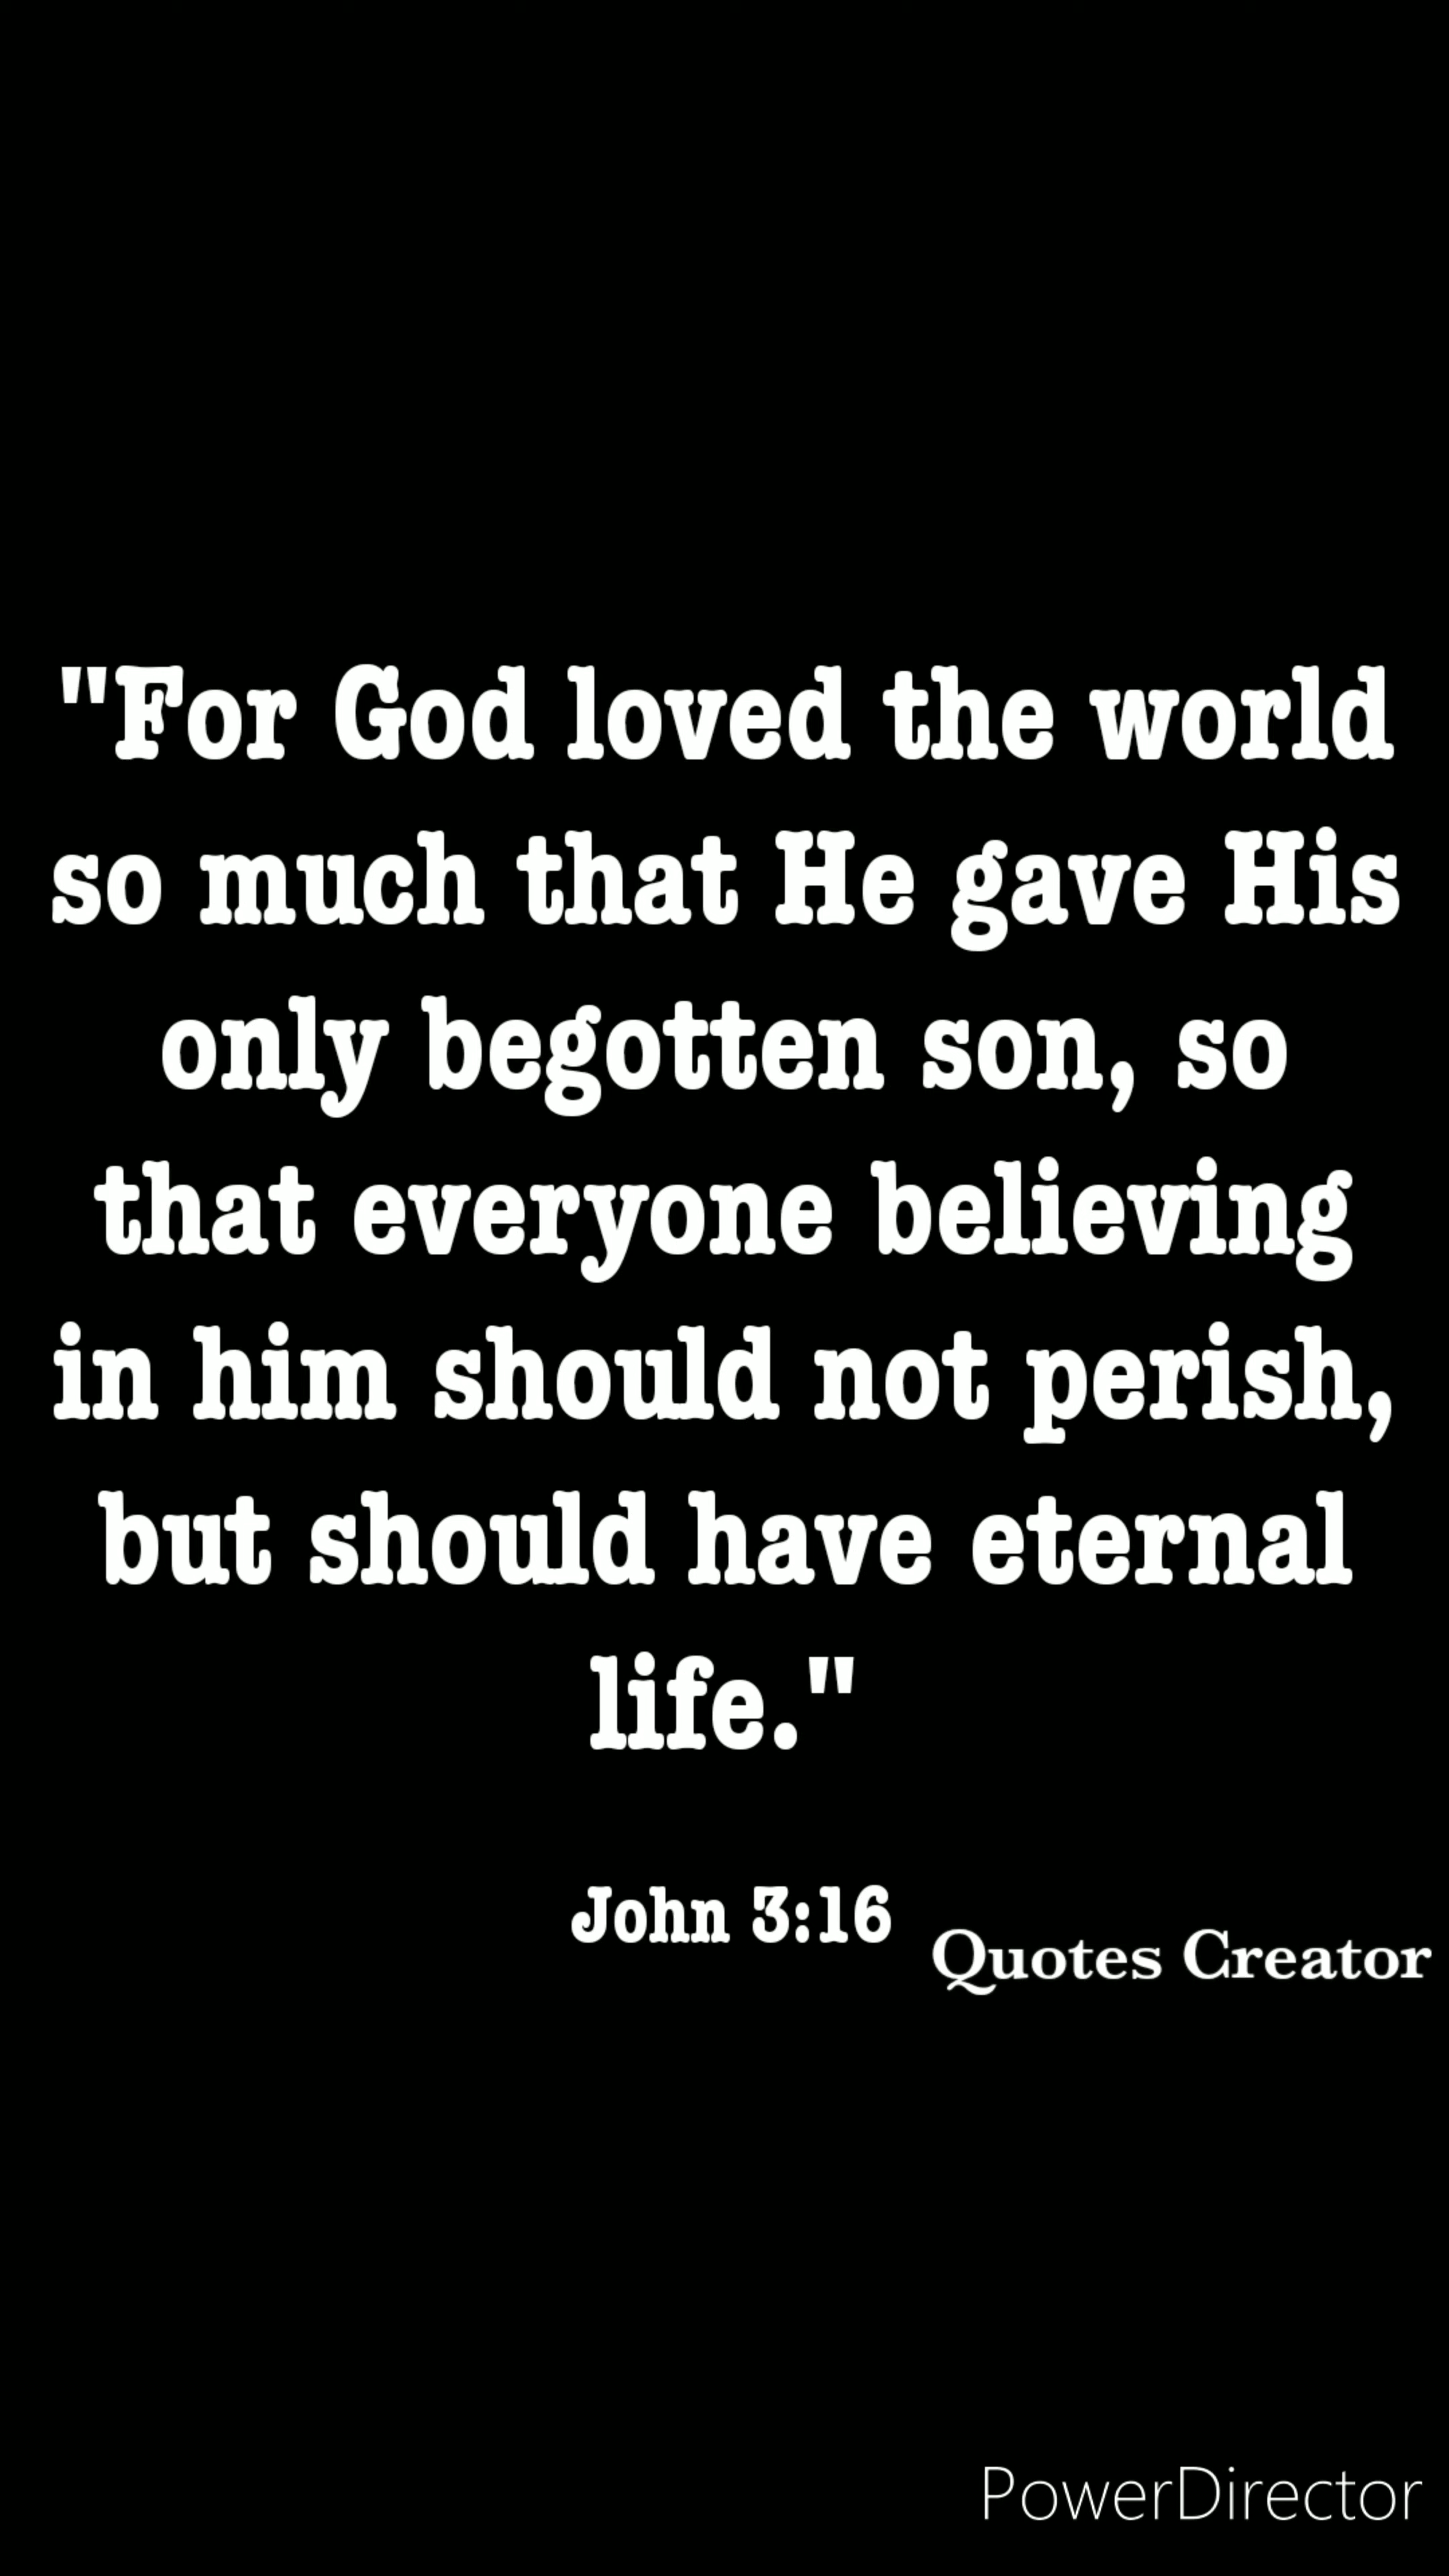 "For God loved the world
so much that He gave His
only begotten son, so
that everyone believing
in him should not perish,
but should have eternal
life."
John 3:16
Quotes Creator
PowerDirector